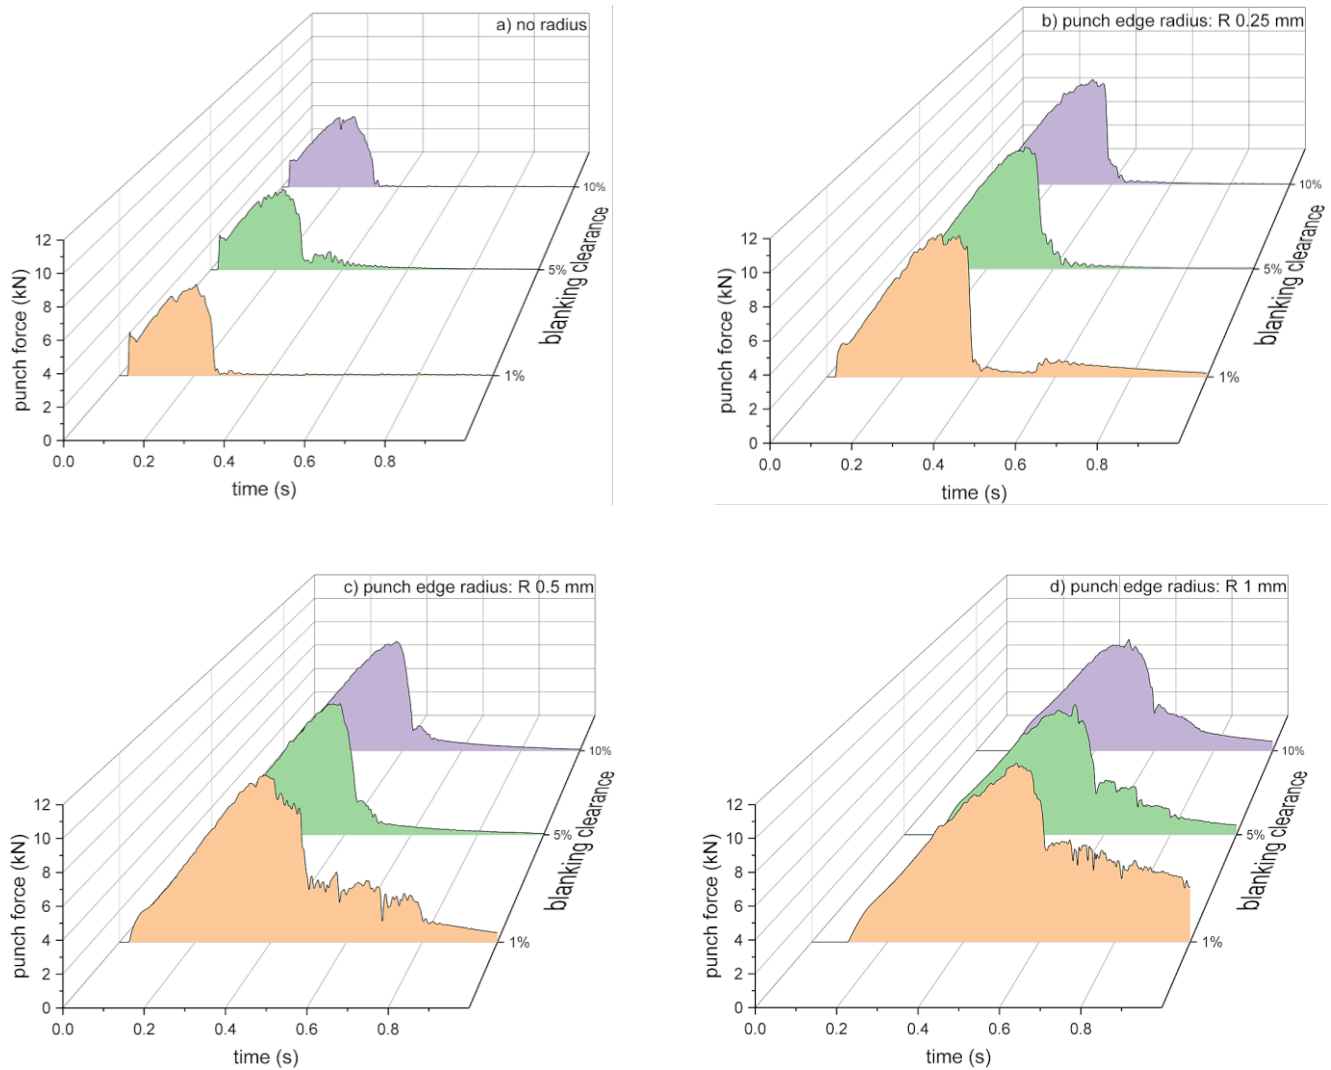 a) no radius
10%
5%
1%
blanking clearance
12
10
8
6
4
2
0
punch force (kN)
0.0 0.2 0.4 0.6 0.8
time (s)
b) punch edge radius: R 0.25 mm
10%
5%
1%
blanking clearance
12
10
8
6
4
2
0
punch force (kN)
0.0 0.2 0.4 0.6 0.8
time (s)
c) punch edge radius: R 0.5 mm
10%
5%
1%
blanking clearance
12
10
8
6
4
2
0
punch force (kN)
0.0 0.2 0.4 0.6 0.8
time (s)
d) punch edge radius: R 1 mm
10%
5%
1%
blanking clearance
12
10
8
6
4
2
0
punch force (kN)
0.0 0.2 0.4 0.6 0.8
time (s)